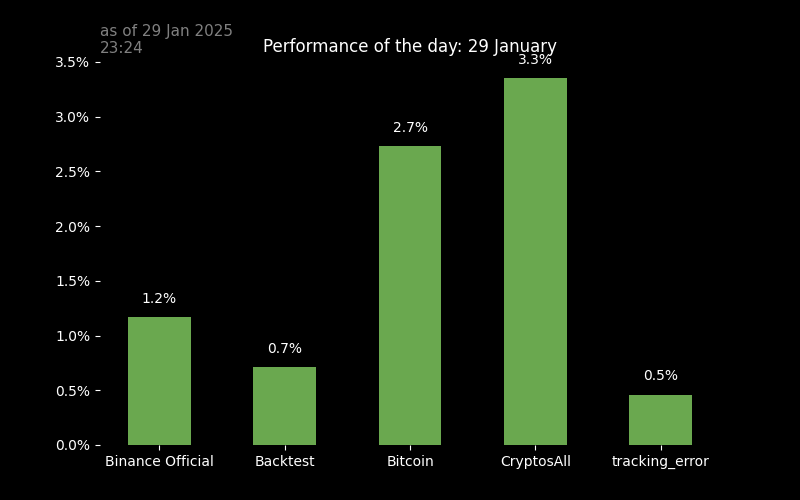 as of 29 Jan 2025
23:24
Performance of the day: 29 January
3.5%
3.0%
2.5%
2.0%
1.5%
1.0%
0.5%
0.0%
1.2%
0.7%
2.7%
3.3%
0.5%
Binance Official
Backtest
Bitcoin
CryptosAll
tracking_error